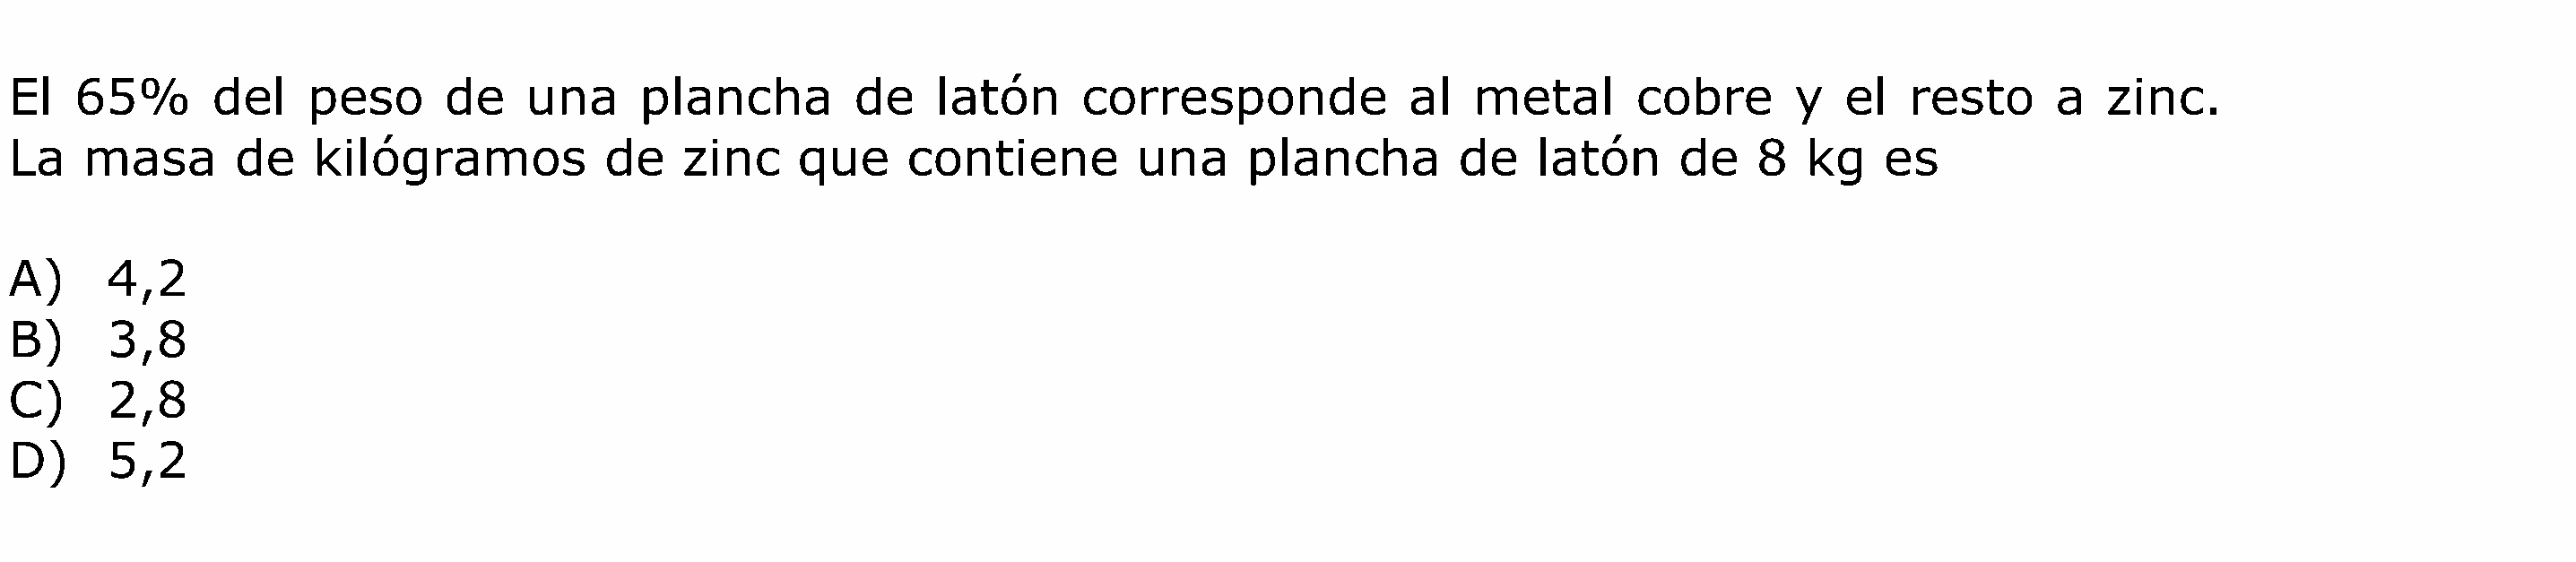 El 65% del peso de una plancha de latón corresponde al metal cobre y el resto a zinc.
La masa de kilógramos de zinc que contiene una plancha de latón de 8 kg es
A) 4,2
B) 3,8
C) 2,8
D) 5,2